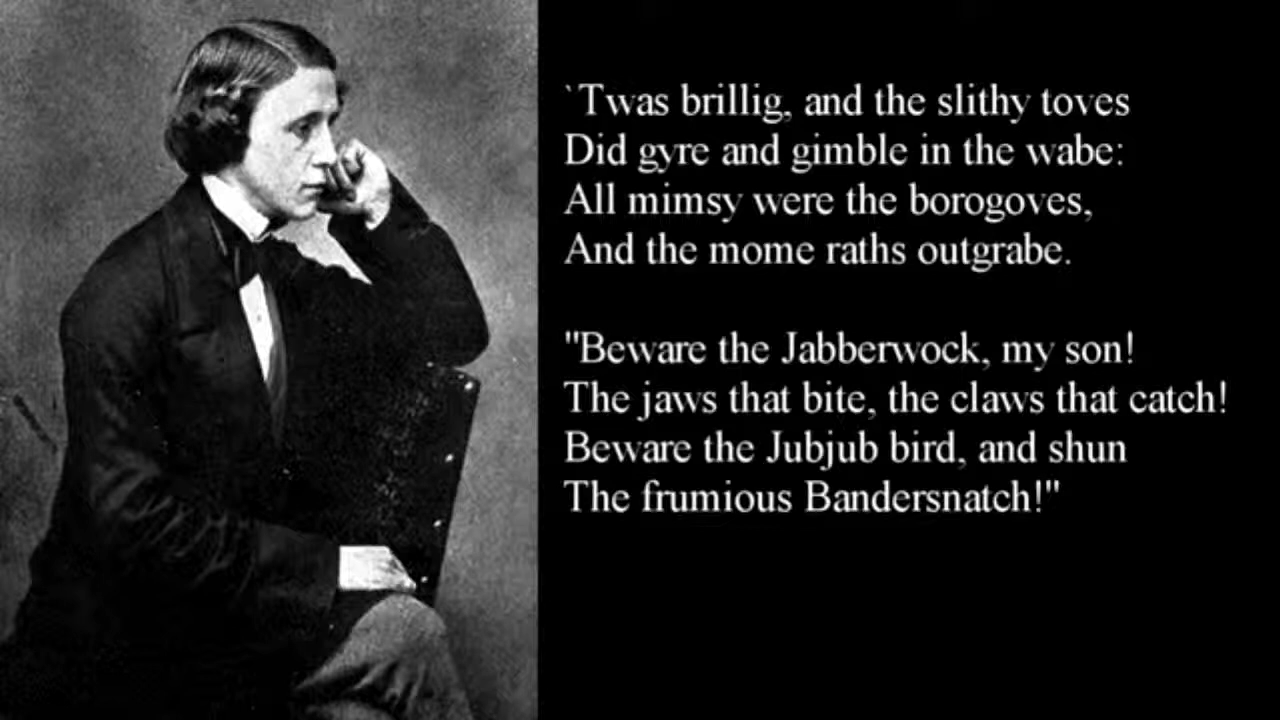 `Twas brillig, and the slithy toves
Did gyre and gimble in the wabe:
All mimsy were the borogoves,
And the mome raths outgrabe.
"Beware the Jabberwock, my son!
The jaws that bite, the claws that catch!
Beware the Jubjub bird, and shun
The frumious Bandersnatch!"